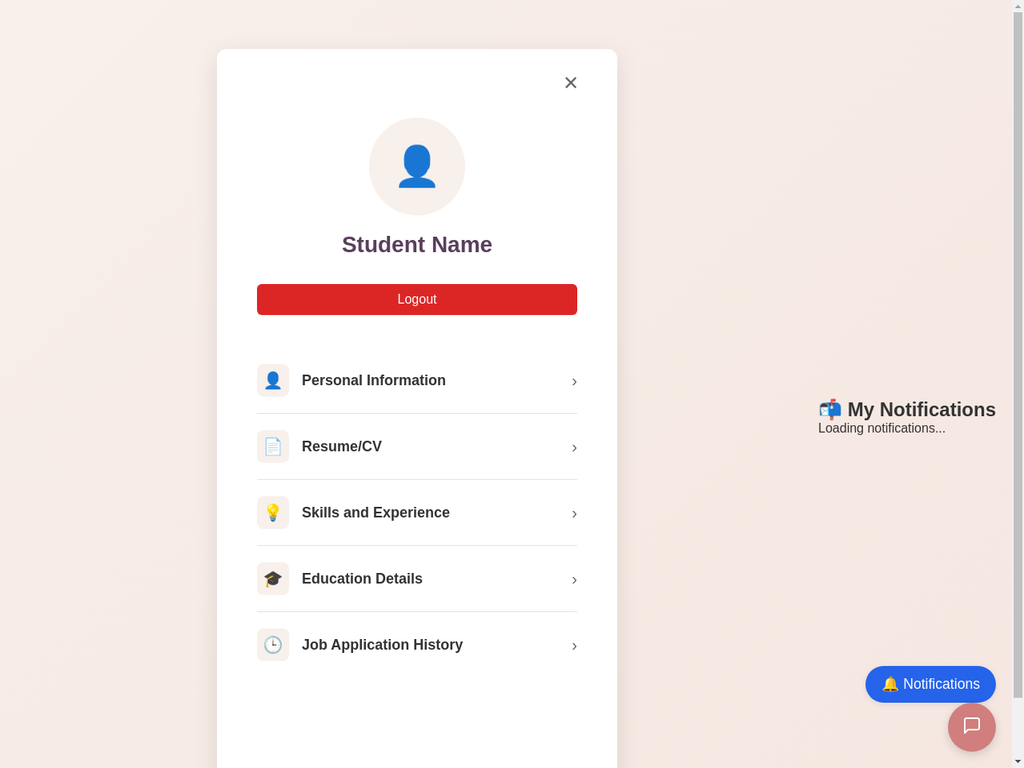 Student Name
Logout
Personal Information
Resume/CV
Skills and Experience
Education Details
Job Application History
My Notifications
Loading notifications...
Notifications